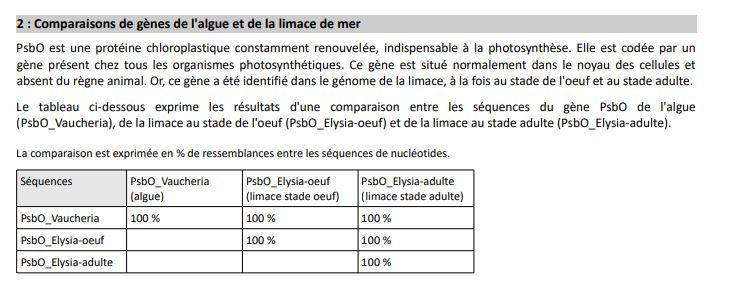 2 : Comparaisons de gènes de l'algue et de la limace de mer
PsbO est une protéine chloroplastique constamment renouvelée, indispensable à la photosynthèse. Elle est codée par un
gène présent chez tous les organismes photosynthétiques. Ce gène est situé normalement dans le noyau des cellules et
absent du règne animal. Or, ce gène a été identifié dans le génome de la limace, à la fois au stade de l'oeuf et au stade adulte.
Le tableau ci-dessous exprime les résultats d'une comparaison entre les séquences du gène PsbO de l'algue
(PsbO_Vaucheria), de la limace au stade de l'oeuf (PsbO_Elysia-oeuf) et de la limace au stade adulte (PsbO_Elysia-adulte).
La comparaison est exprimée en % de ressemblances entre les séquences de nucléotides.
Séquences PsbO_Vaucheria PsbO_Elysia-oeuf PsbO_Elysia-adulte
(algue) (limace stade oeuf) (limace stade adulte)
PsbO_Vaucheria 100 % 100 % 100 %
PsbO_Elysia-oeuf 100 % 100 %
PsbO_Elysia-adulte 100 %